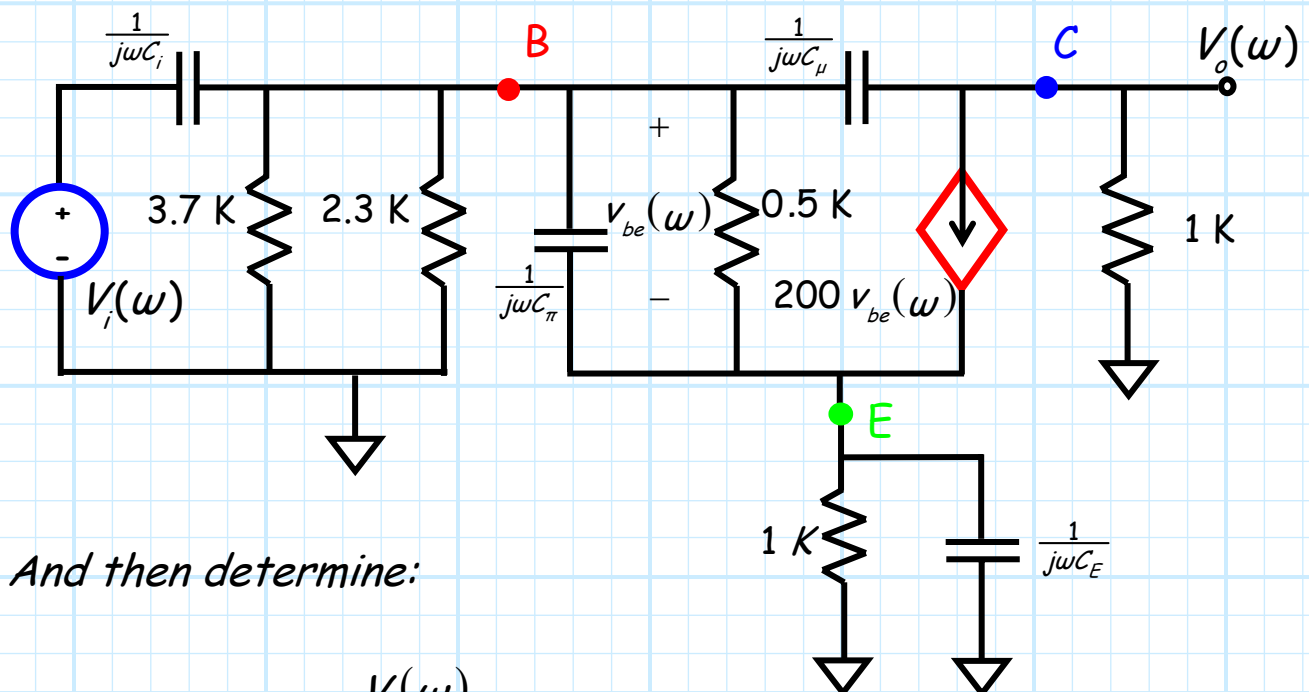 1/jωC_i
B
1/jωC_μ
C
V_o(ω)
+
-
V_i(ω)
3.7 K
2.3 K
1/jωC_π
+
v_be(ω)
−
0.5 K
200 v_be(ω)
1 K
E
1 K
1/jωC_E
And then determine:
V(ω)